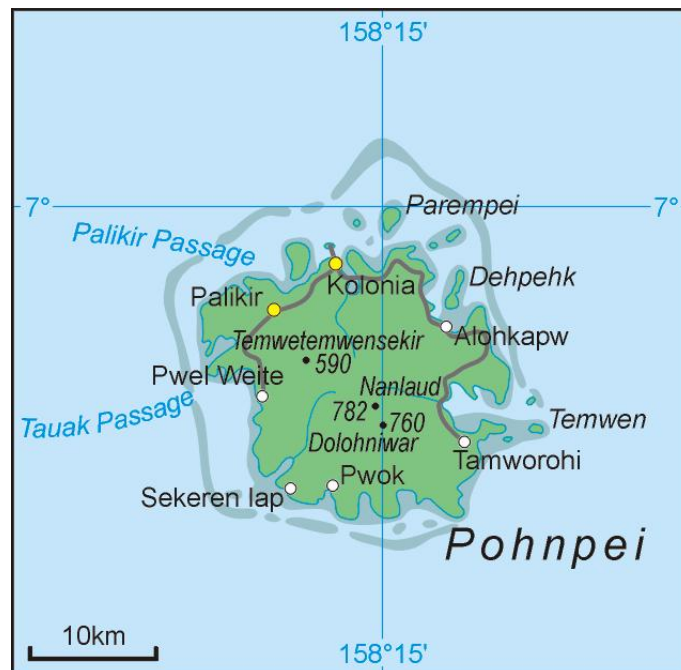 158°15'
7°
7°
Parempei
Palikir Passage
Dehpehk
Kolonia
Palikir
Alohkapw
Temwetemwensekir
590
Pwel Weite
Nanlaud
782
760
Tauak Passage
Temwen
Dolohniwar
Tamworohi
Pwok
Sekeren Iap
Pohnpei
10km
158°15'